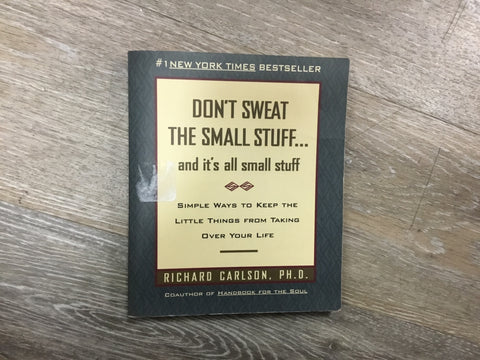 #1 NEW YORK TIMES BESTSELLER
DON'T SWEAT
THE SMALL STUFF...
and it's all small stuff
SIMPLE WAYS TO KEEP THE
LITTLE THINGS FROM TAKING
OVER YOUR LIFE
RICHARD CARLSON, PH.D.
COAUTHOR OF HANDBOOK FOR THE SOUL